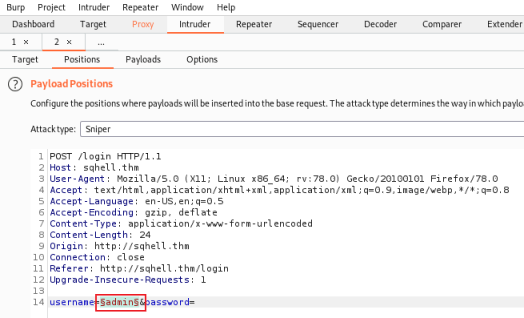 Burp Project Intruder Repeater Window Help
Dashboard Target Proxy Intruder Repeater Sequencer Decoder Comparer Extender
1 × 2 × ...
Target Positions Payloads Options
? Payload Positions
Configure the positions where payloads will be inserted into the base request. The attack type determines the way in which
Attack type: Sniper
1 POST /login HTTP/1.1
2 Host: sqhell.thm
3 User-Agent: Mozilla/5.0 (X11; Linux x86_64; rv:78.0) Gecko/20100101 Firefox/78.0
4 Accept: text/html,application/xhtml+xml,application/xml;q=0.9,image/webp,*/*;q=0.8
5 Accept-Language: en-US,en;q=0.5
6 Accept-Encoding: gzip, deflate
7 Content-Type: application/x-www-form-urlencoded
8 Content-Length: 24
9 Origin: http://sqhell.thm
10 Connection: close
11 Referer: http://sqhell.thm/login
12 Upgrade-Insecure-Requests: 1
13
14 username=§admin§&password=